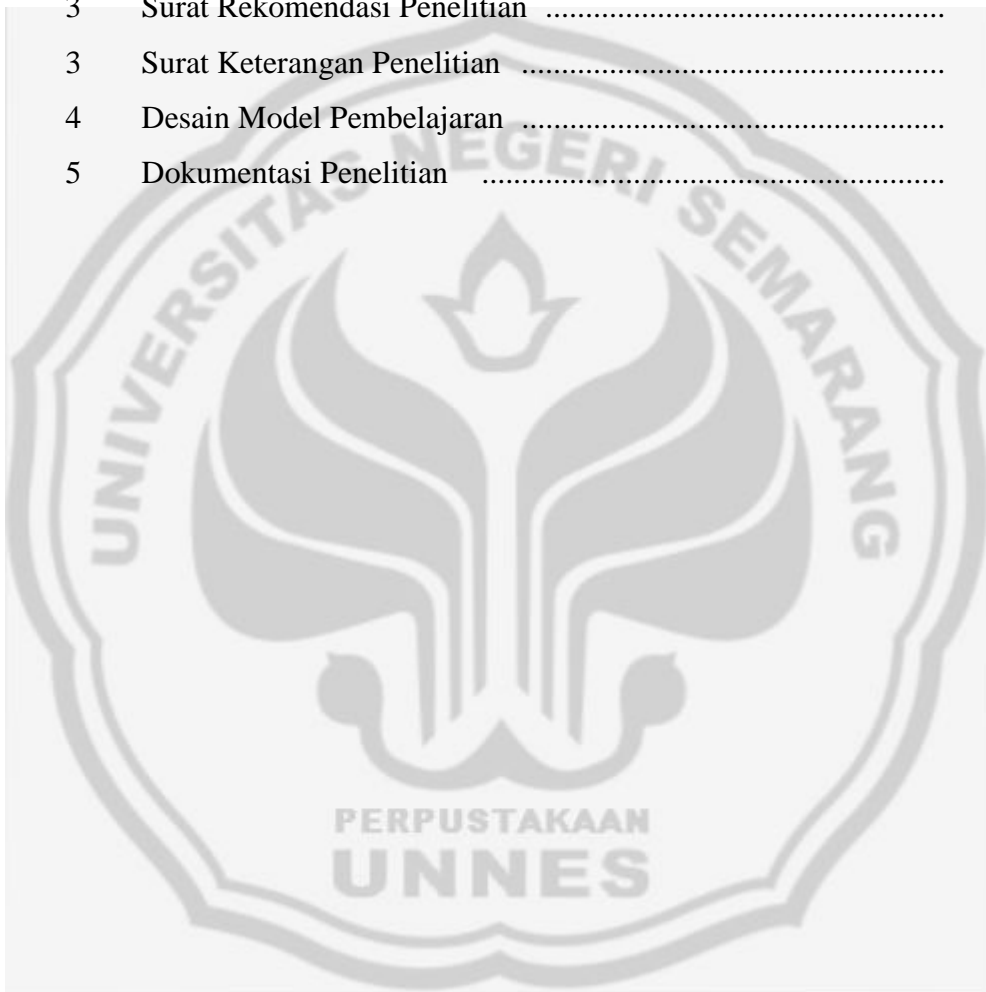 3 Surat Rekomendasi Penelitian ..............................................
3 Surat Keterangan Penelitian .................................................
4 Desain Model Pembelajaran .................................................
5 Dokumentasi Penelitian ......................................................
UNIVERSITAS NEGERI SEMARANG
PERPUSTAKAAN
UNNES